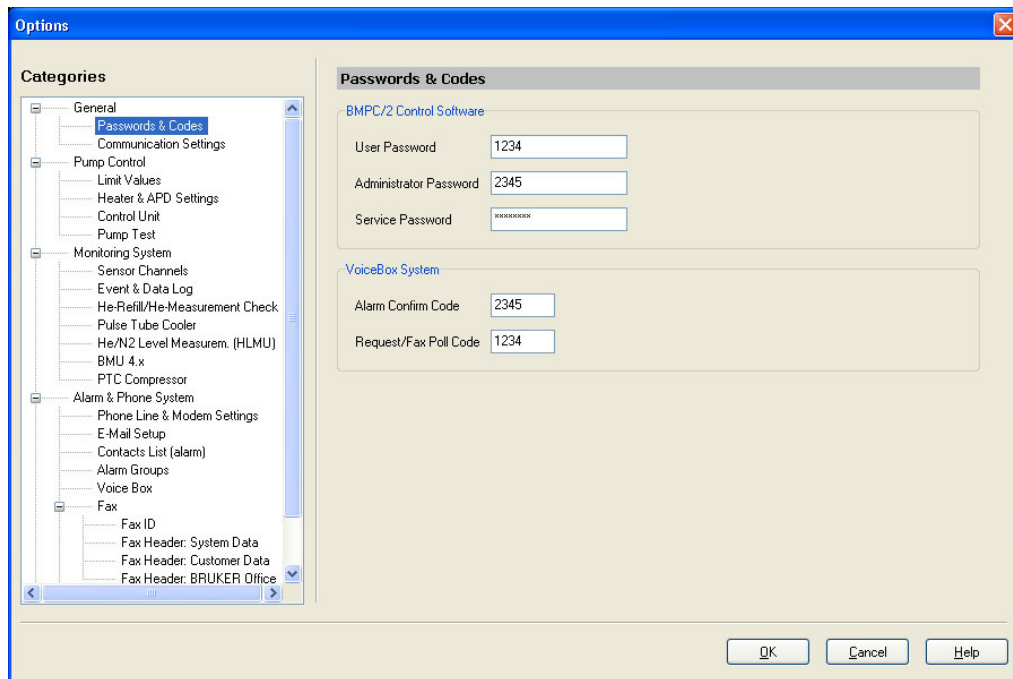 Options
Categories
General
Passwords & Codes
Communication Settings
Pump Control
Limit Values
Heater & APD Settings
Control Unit
Pump Test
Monitoring System
Sensor Channels
Event & Data Log
He-Refill/He-Measurement Check
Pulse Tube Cooler
He/N2 Level Measurem. (HLMU)
BMU 4.x
PTC Compressor
Alarm & Phone System
Phone Line & Modem Settings
E-Mail Setup
Contacts List (alarm)
Alarm Groups
Voice Box
Fax
Fax ID
Fax Header: System Data
Fax Header: Customer Data
Fax Header: BRUKER Office
Passwords & Codes
BMPC/2 Control Software
User Password 1234
Administrator Password 2345
Service Password ********
VoiceBox System
Alarm Confirm Code 2345
Request/Fax Poll Code 1234
OK Cancel Help